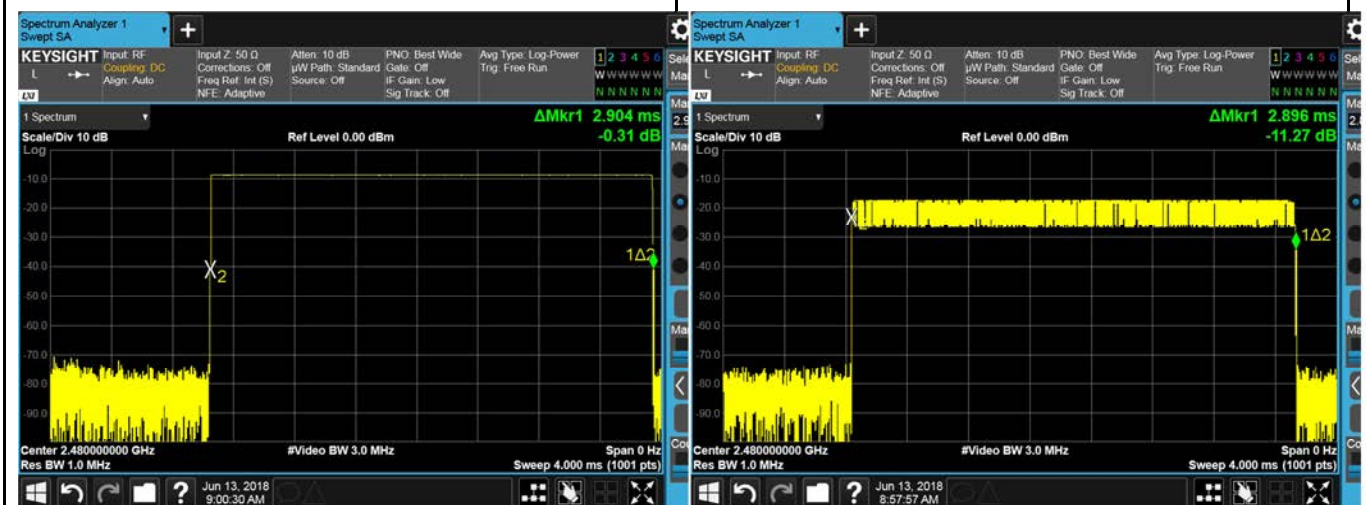 Spectrum Analyzer 1
Swept SA
+
KEYSIGHT Input: RF
L Coupling: DC
Align: Auto
LXI
Input Z: 50 Ω
Corrections: Off
Freq Ref: Int (S)
NFE: Adaptive
Atten: 10 dB
µW Path: Standard
Source: Off
PNO: Best Wide
Gate: Off
IF Gain: Low
Sig Track: Off
Avg Type: Log-Power
Trig: Free Run
1 2 3 4 5 6
W W W W W W
N N N N N N
1 Spectrum
ΔMkr1 2.904 ms
-0.31 dB
Scale/Div 10 dB
Ref Level 0.00 dBm
Log
-10.0
-20.0
-30.0
-40.0
-50.0
-60.0
-70.0
-80.0
-90.0
2
1Δ2
Center 2.480000000 GHz
#Video BW 3.0 MHz
Span 0 Hz
Res BW 1.0 MHz
Sweep 4.000 ms (1001 pts)
?
Jun 13, 2018
9:00:30 AM
Spectrum Analyzer 1
Swept SA
+
KEYSIGHT Input: RF
L Coupling: DC
Align: Auto
LXI
Input Z: 50 Ω
Corrections: Off
Freq Ref: Int (S)
NFE: Adaptive
Atten: 10 dB
µW Path: Standard
Source: Off
PNO: Best Wide
Gate: Off
IF Gain: Low
Sig Track: Off
Avg Type: Log-Power
Trig: Free Run
1 2 3 4 5 6
W W W W W W
N N N N N N
1 Spectrum
ΔMkr1 2.896 ms
-11.27 dB
Scale/Div 10 dB
Ref Level 0.00 dBm
Log
-10.0
-20.0
-30.0
-40.0
-50.0
-60.0
-70.0
-80.0
-90.0
1Δ2
Center 2.480000000 GHz
#Video BW 3.0 MHz
Span 0 Hz
Res BW 1.0 MHz
Sweep 4.000 ms (1001 pts)
?
Jun 13, 2018
8:57:57 AM